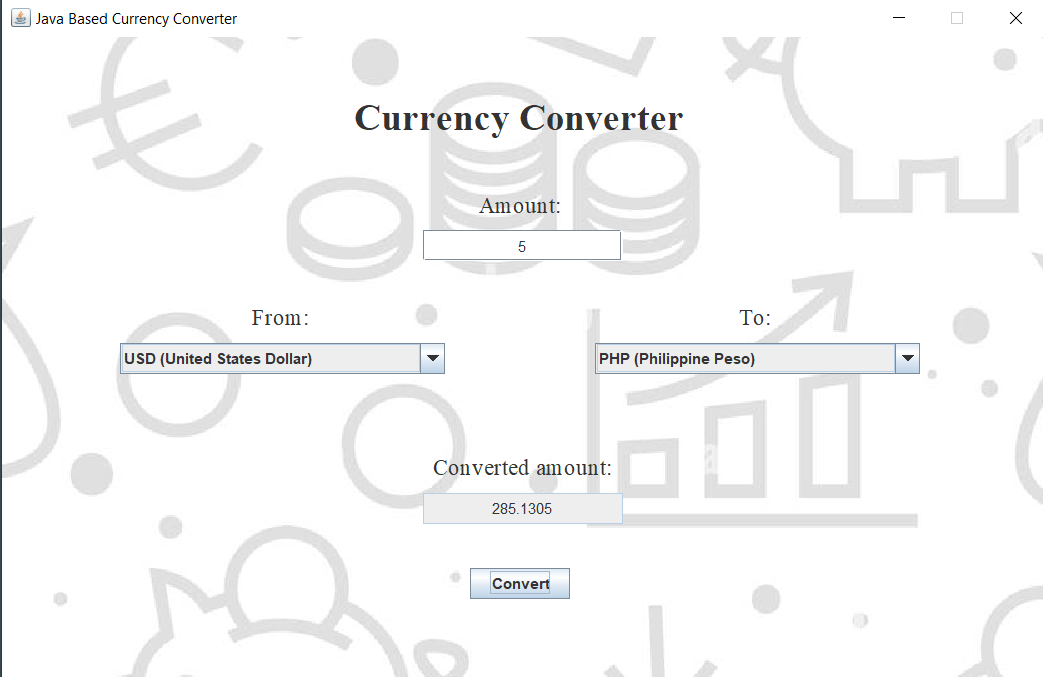 Java Based Currency Converter
Currency Converter
Amount:
5
From:
To:
USD (United States Dollar)
PHP (Philippine Peso)
Converted amount:
285.1305
Convert